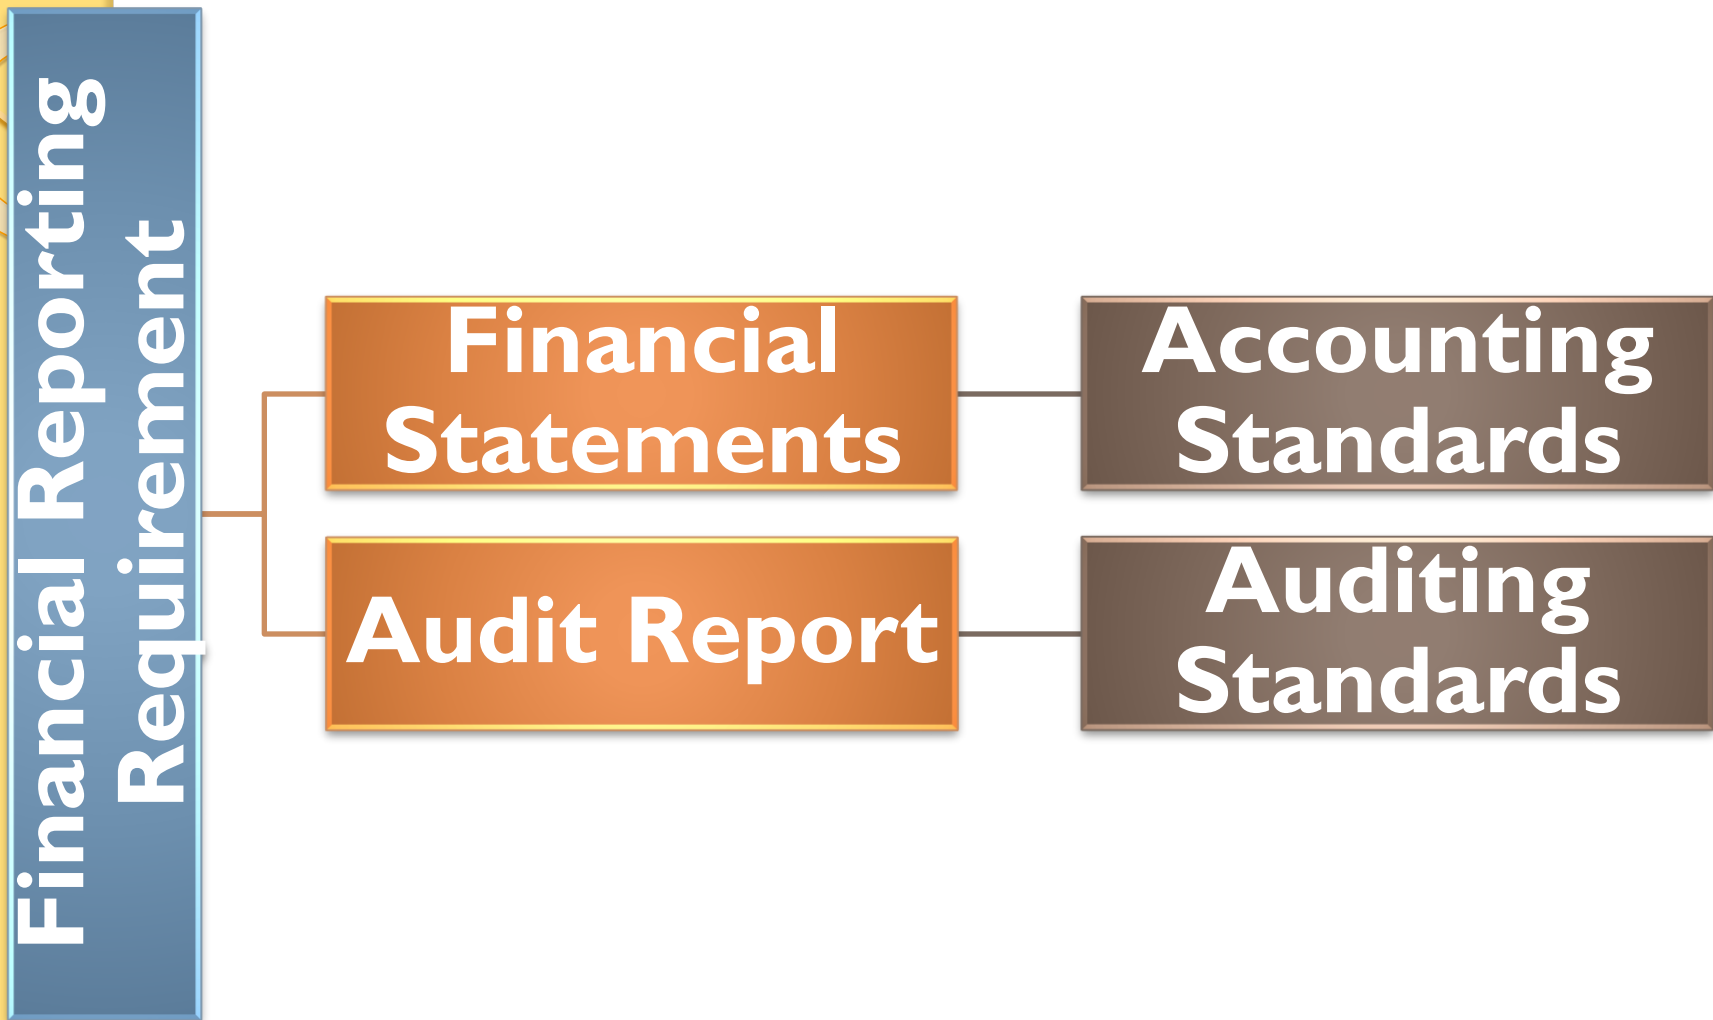 Financial Reporting
Requirement
Financial
Statements
Accounting
Standards
Audit Report
Auditing
Standards